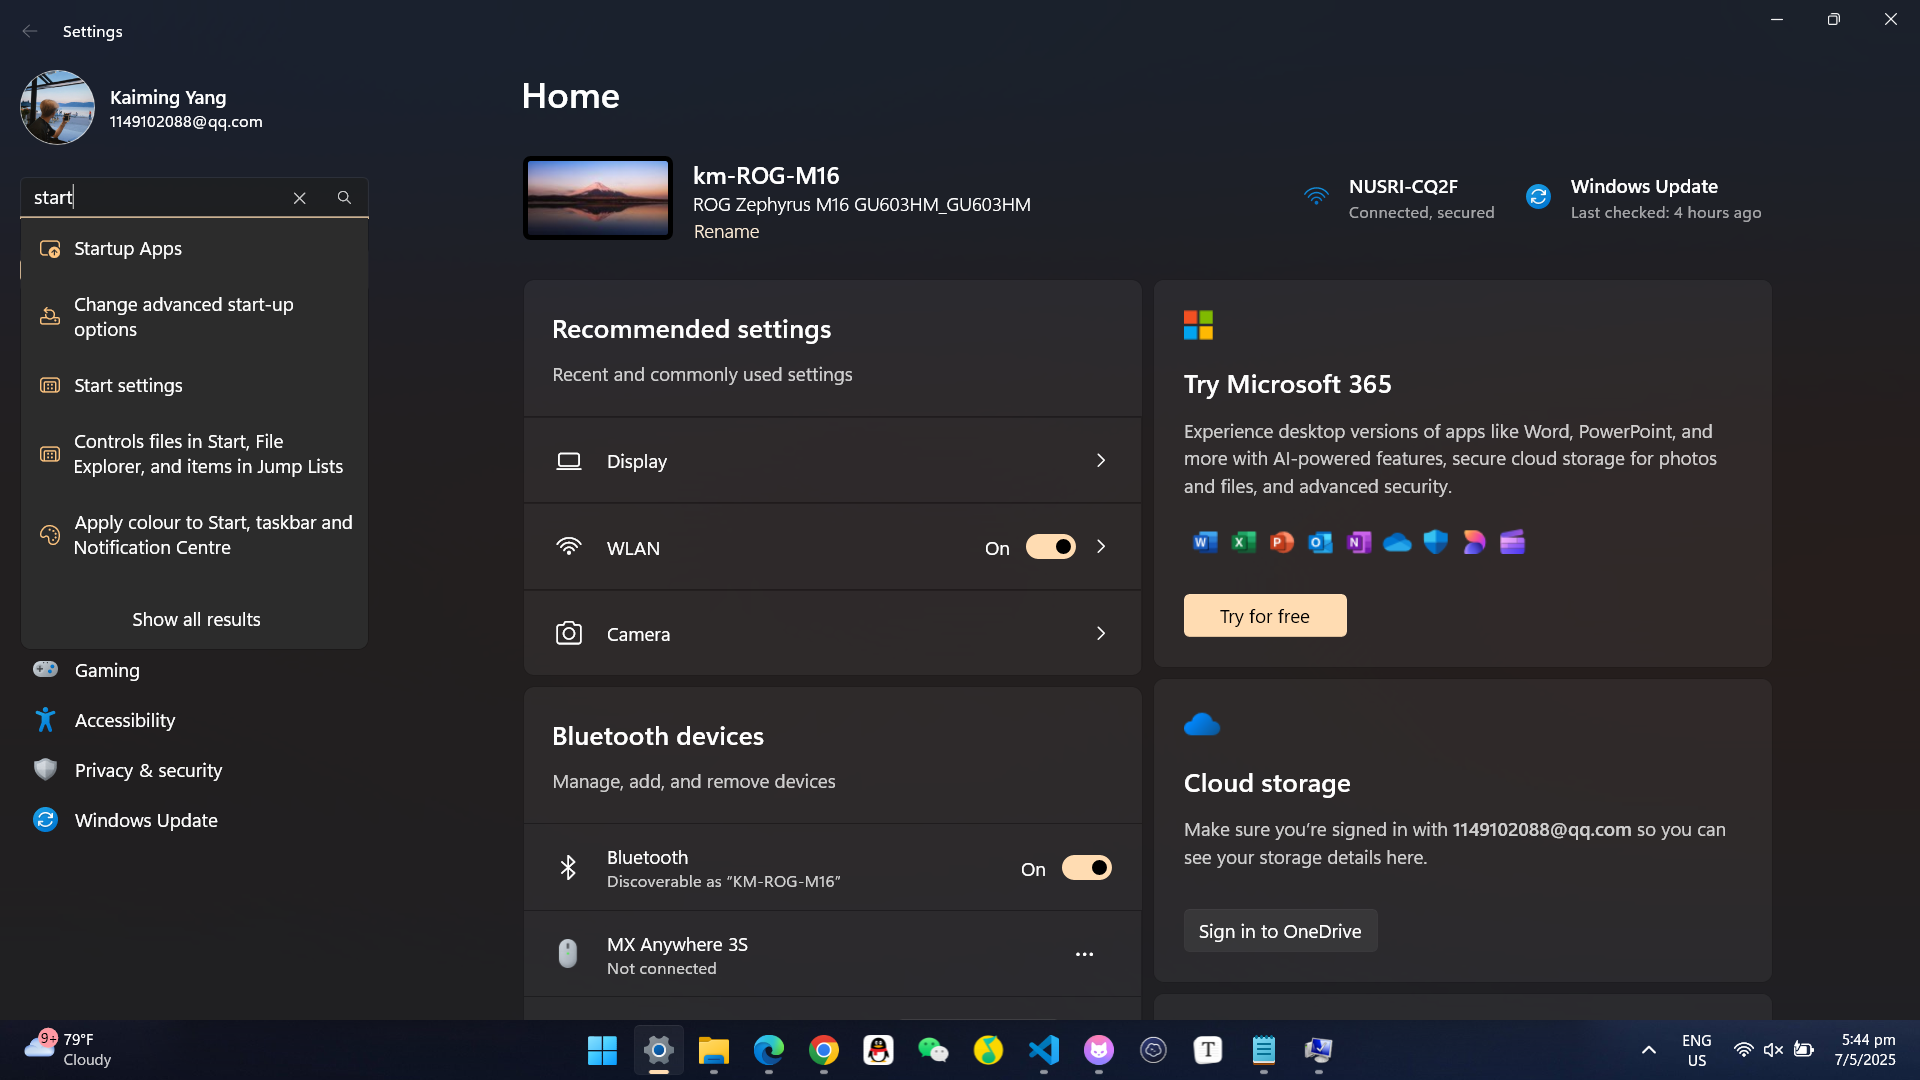 Settings
Kaiming Yang
1149102088@qq.com
start
Startup Apps
Change advanced start-up
options
Start settings
Controls files in Start, File
Explorer, and items in Jump Lists
Apply colour to Start, taskbar and
Notification Centre
Show all results
Gaming
Accessibility
Privacy & security
Windows Update
Home
km-ROG-M16
ROG Zephyrus M16 GU603HM_GU603HM
Rename
NUSRI-CQ2F
Connected, secured
Windows Update
Last checked: 4 hours ago
Recommended settings
Recent and commonly used settings
Display
WLAN
On
Camera
Bluetooth devices
Manage, add, and remove devices
Bluetooth
Discoverable as "KM-ROG-M16"
On
MX Anywhere 3S
Not connected
Try Microsoft 365
Experience desktop versions of apps like Word, PowerPoint, and
more with AI-powered features, secure cloud storage for photos
and files, and advanced security.
Try for free
Cloud storage
Make sure you're signed in with 1149102088@qq.com so you can
see your storage details here.
Sign in to OneDrive
9+
79°F
Cloudy
T
ENG
US
5:44 pm
7/5/2025